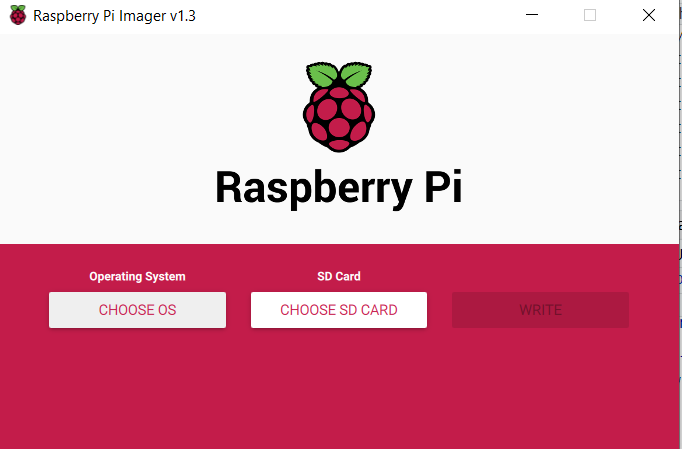 Raspberry Pi Imager v1.3
Raspberry Pi
Operating System
SD Card
CHOOSE OS
CHOOSE SD CARD
WRITE